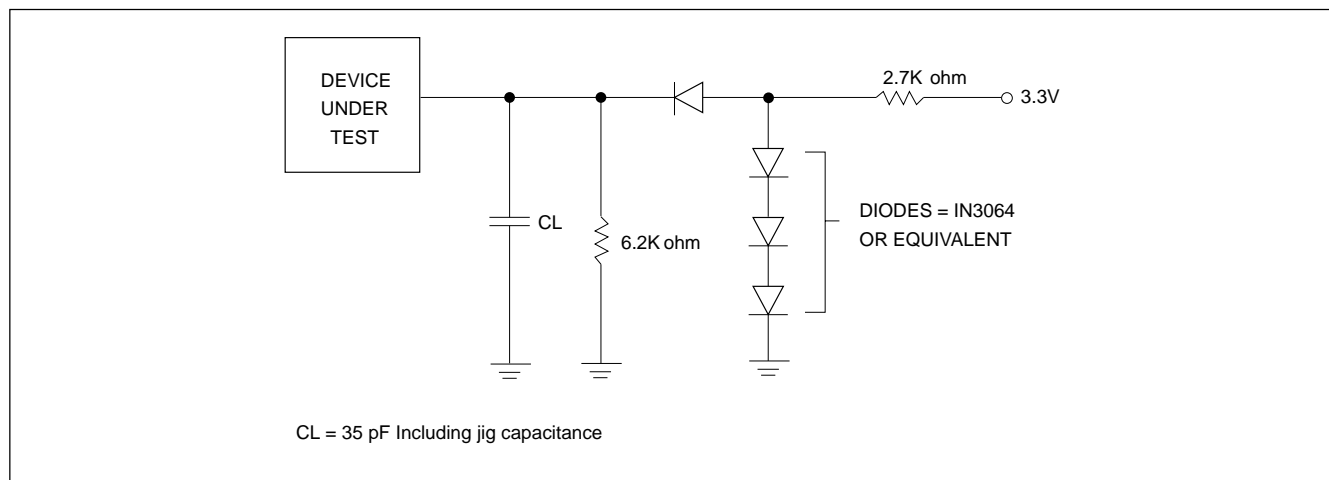 DEVICE
UNDER
TEST
2.7K ohm
3.3V
CL
6.2K ohm
DIODES = IN3064
OR EQUIVALENT
CL = 35 pF Including jig capacitance